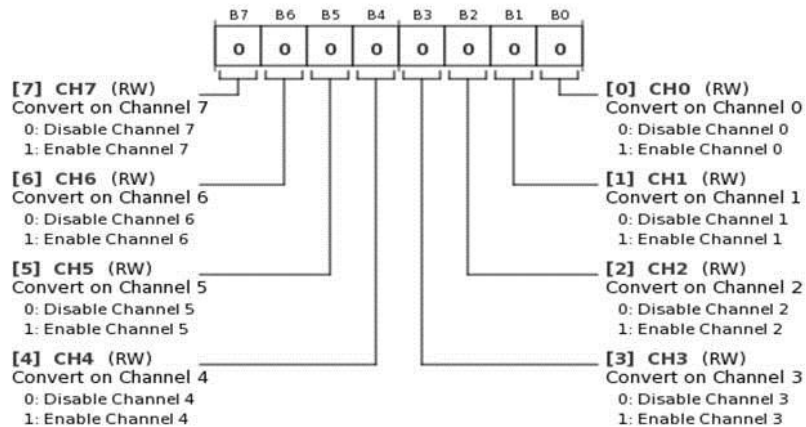 B7 B6 B5 B4 B3 B2 B1 B0
0 0 0 0 0 0 0 0
[7] CH7 (RW)
Convert on Channel 7
0: Disable Channel 7
1: Enable Channel 7
[6] CH6 (RW)
Convert on Channel 6
0: Disable Channel 6
1: Enable Channel 6
[5] CH5 (RW)
Convert on Channel 5
0: Disable Channel 5
1: Enable Channel 5
[4] CH4 (RW)
Convert on Channel 4
0: Disable Channel 4
1: Enable Channel 4
[0] CH0 (RW)
Convert on Channel 0
0: Disable Channel 0
1: Enable Channel 0
[1] CH1 (RW)
Convert on Channel 1
0: Disable Channel 1
1: Enable Channel 1
[2] CH2 (RW)
Convert on Channel 2
0: Disable Channel 2
1: Enable Channel 2
[3] CH3 (RW)
Convert on Channel 3
0: Disable Channel 3
1: Enable Channel 3